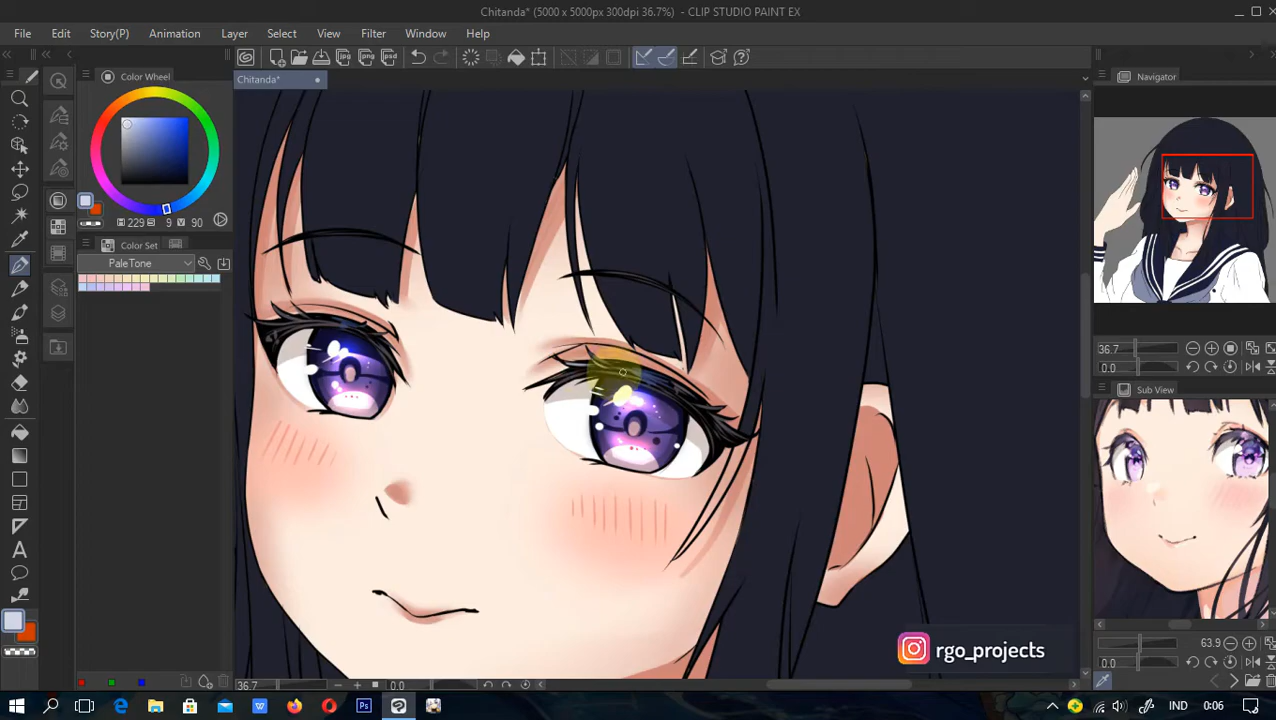 Chitanda* (5000 x 5000px 300dpi 36.7%) - CLIP STUDIO PAINT EX
File Edit Story(P) Animation Layer Select View Filter Window Help
Color Wheel
Chitanda*
Navigator
H 229 S 9 V 90
Color Set
PaleTone
36.7
0.0
Sub View
63.9
0.0
rgo_projects
36.7 0.0
IND 0:06